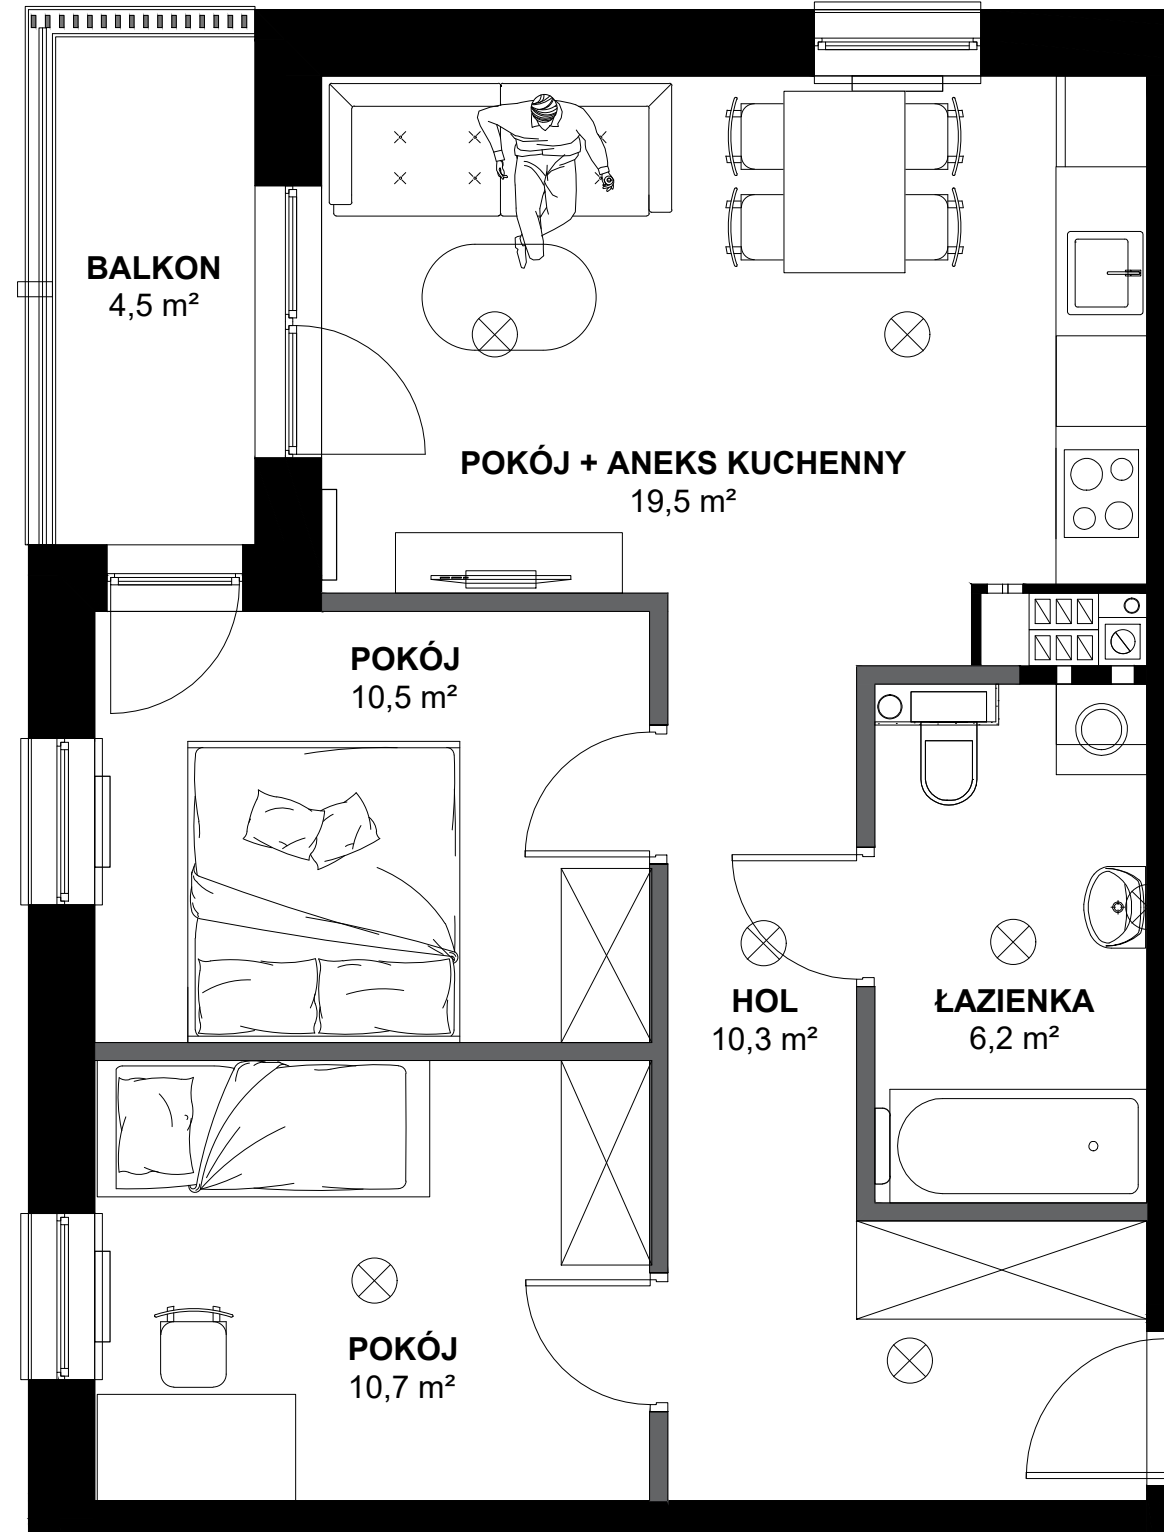 BALKON
4,5 m²
POKÓJ + ANEKS KUCHENNY
19,5 m²
POKÓJ
10,5 m²
HOL
10,3 m²
ŁAZIENKA
6,2 m²
POKÓJ
10,7 m²